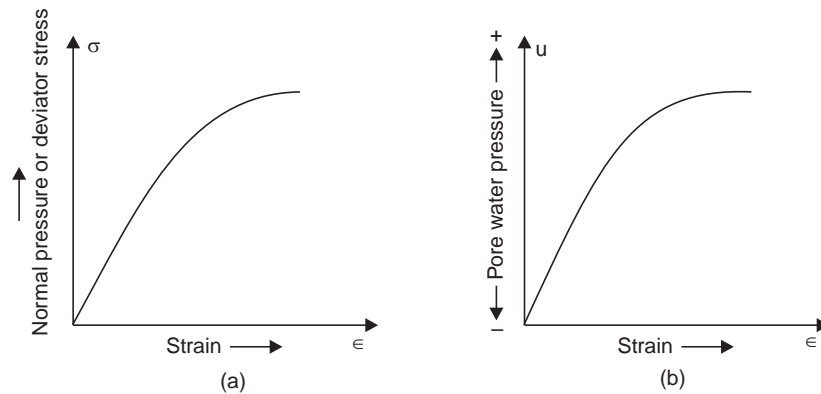 Normal pressure or deviator stress
σ
Strain
∈
(a)
– Pore water pressure +
u
Strain
∈
(b)